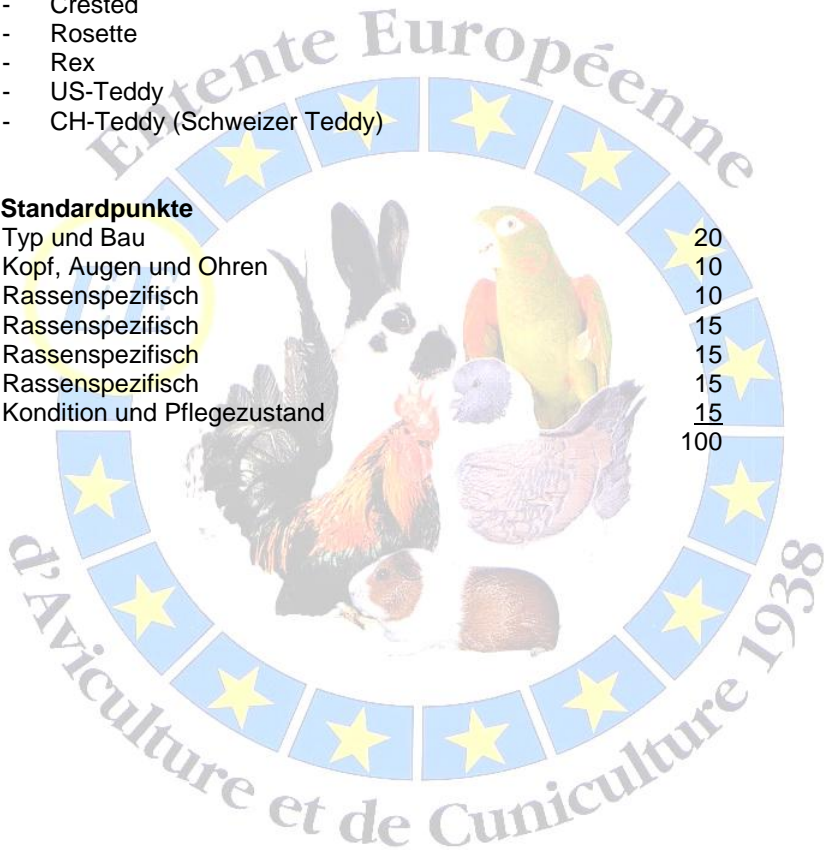 - Crested
- Rosette
- Rex
- US-Teddy
- CH-Teddy (Schweizer Teddy)
Entente Européenne
Standardpunkte
Typ und Bau 20
Kopf, Augen und Ohren 10
Rassenspezifisch 10
Rassenspezifisch 15
Rassenspezifisch 15
Rassenspezifisch 15
Kondition und Pflegezustand 15
100
d'Aviculture et de Cuniculture 1938